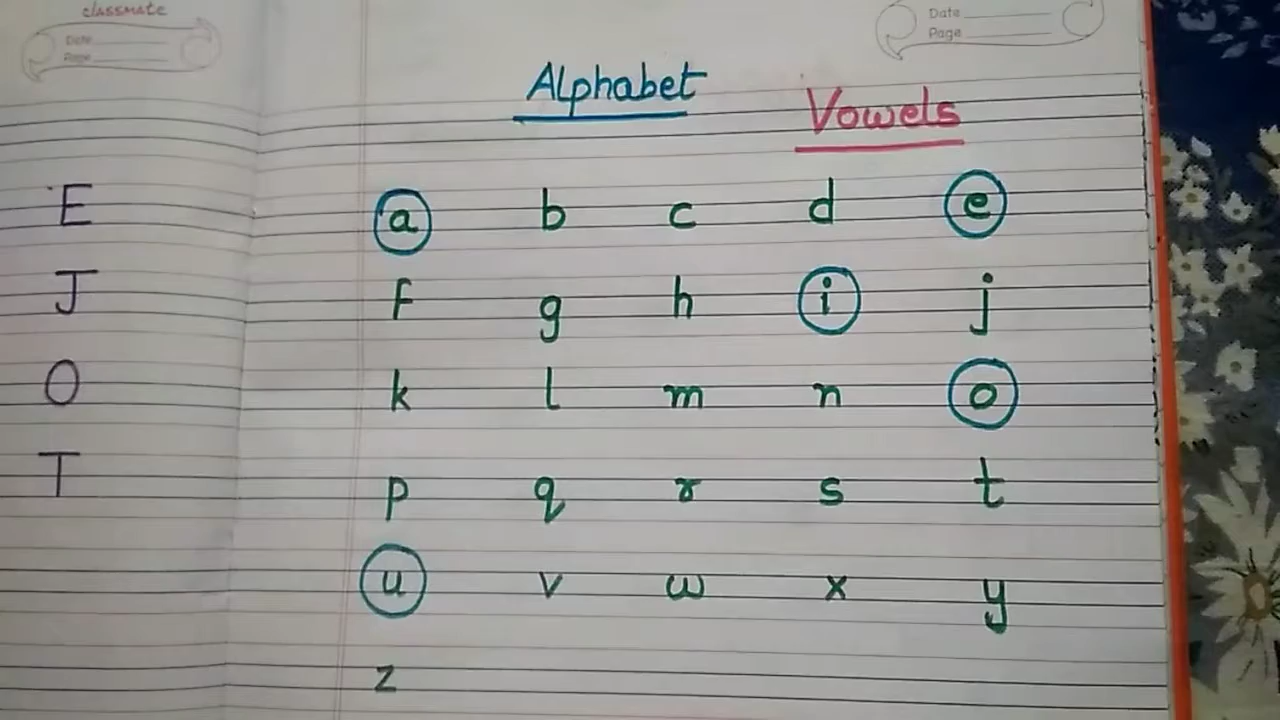 classmate
Date
Page
Date
Page
Alphabet
Vowels
E
J
O
T
a b c d e
f g h i j
k l m n o
p q r s t
u v w x y
z